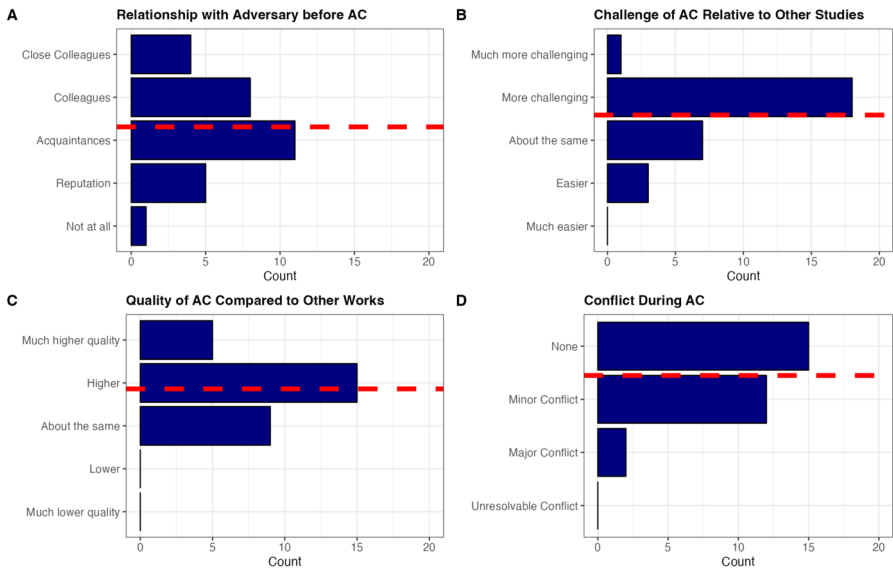 A
Relationship with Adversary before AC
Close Colleagues
Colleagues
Acquaintances
Reputation
Not at all
0 5 10 15 20
Count
B
Challenge of AC Relative to Other Studies
Much more challenging
More challenging
About the same
Easier
Much easier
0 5 10 15 20
Count
C
Quality of AC Compared to Other Works
Much higher quality
Higher
About the same
Lower
Much lower quality
0 5 10 15 20
Count
D
Conflict During AC
None
Minor Conflict
Major Conflict
Unresolvable Conflict
0 5 10 15 20
Count